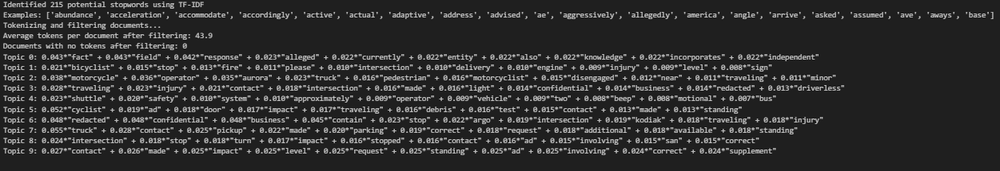 Identified 215 potential stopwords using TF-IDF
Examples: ['abundance', 'acceleration', 'accommodate', 'accordingly', 'active', 'actual', 'adaptive', 'address', 'advised', 'ae', 'aggressively', 'allegedly', 'america', 'angle', 'arrive', 'asked', 'assumed', 'ave', 'aways', 'base']
Tokenizing and filtering documents...
Average tokens per document after filtering: 43.9
Documents with no tokens after filtering: 0
Topic 0: 0.043*"fact" + 0.043*"field" + 0.042*"response" + 0.023*"alleged" + 0.022*"currently" + 0.022*"entity" + 0.022*"also" + 0.022*"knowledge" + 0.022*"incorporates" + 0.022*"independent"
Topic 1: 0.021*"bicyclist" + 0.015*"stop" + 0.013*"fire" + 0.011*"please" + 0.010*"intersection" + 0.010*"delivery" + 0.010*"engine" + 0.009*"injury" + 0.009*"level" + 0.008*"sign"
Topic 2: 0.038*"motorcycle" + 0.036*"operator" + 0.035*"aurora" + 0.023*"truck" + 0.016*"pedestrian" + 0.016*"motorcyclist" + 0.015*"disengaged" + 0.012*"near" + 0.011*"traveling" + 0.011*"minor"
Topic 3: 0.028*"traveling" + 0.023*"injury" + 0.021*"contact" + 0.018*"intersection" + 0.016*"made" + 0.016*"light" + 0.014*"confidential" + 0.014*"business" + 0.014*"redacted" + 0.013*"driverless"
Topic 4: 0.023*"shuttle" + 0.020*"safety" + 0.010*"system" + 0.010*"approximately" + 0.009*"operator" + 0.009*"vehicle" + 0.009*"two" + 0.008*"beep" + 0.008*"motional" + 0.007*"bus"
Topic 5: 0.052*"cyclist" + 0.019*"ad" + 0.018*"door" + 0.017*"impact" + 0.017*"traveling" + 0.016*"debris" + 0.016*"test" + 0.015*"contact" + 0.013*"made" + 0.013*"standing"
Topic 6: 0.048*"redacted" + 0.048*"confidential" + 0.048*"business" + 0.045*"contain" + 0.023*"stop" + 0.022*"argo" + 0.019*"intersection" + 0.019*"kodiak" + 0.018*"traveling" + 0.018*"injury"
Topic 7: 0.055*"truck" + 0.028*"contact" + 0.025*"pickup" + 0.022*"made" + 0.020*"parking" + 0.019*"correct" + 0.018*"request" + 0.018*"additional" + 0.018*"available" + 0.018*"standing"
Topic 8: 0.024*"intersection" + 0.018*"stop" + 0.018*"turn" + 0.017*"impact" + 0.016*"stopped" + 0.016*"contact" + 0.016*"ad" + 0.015*"involving" + 0.015*"san" + 0.015*"correct"
Topic 9: 0.027*"contact" + 0.026*"made" + 0.025*"impact" + 0.025*"level" + 0.025*"request" + 0.025*"standing" + 0.025*"ad" + 0.025*"involving" + 0.024*"correct" + 0.024*"supplement"